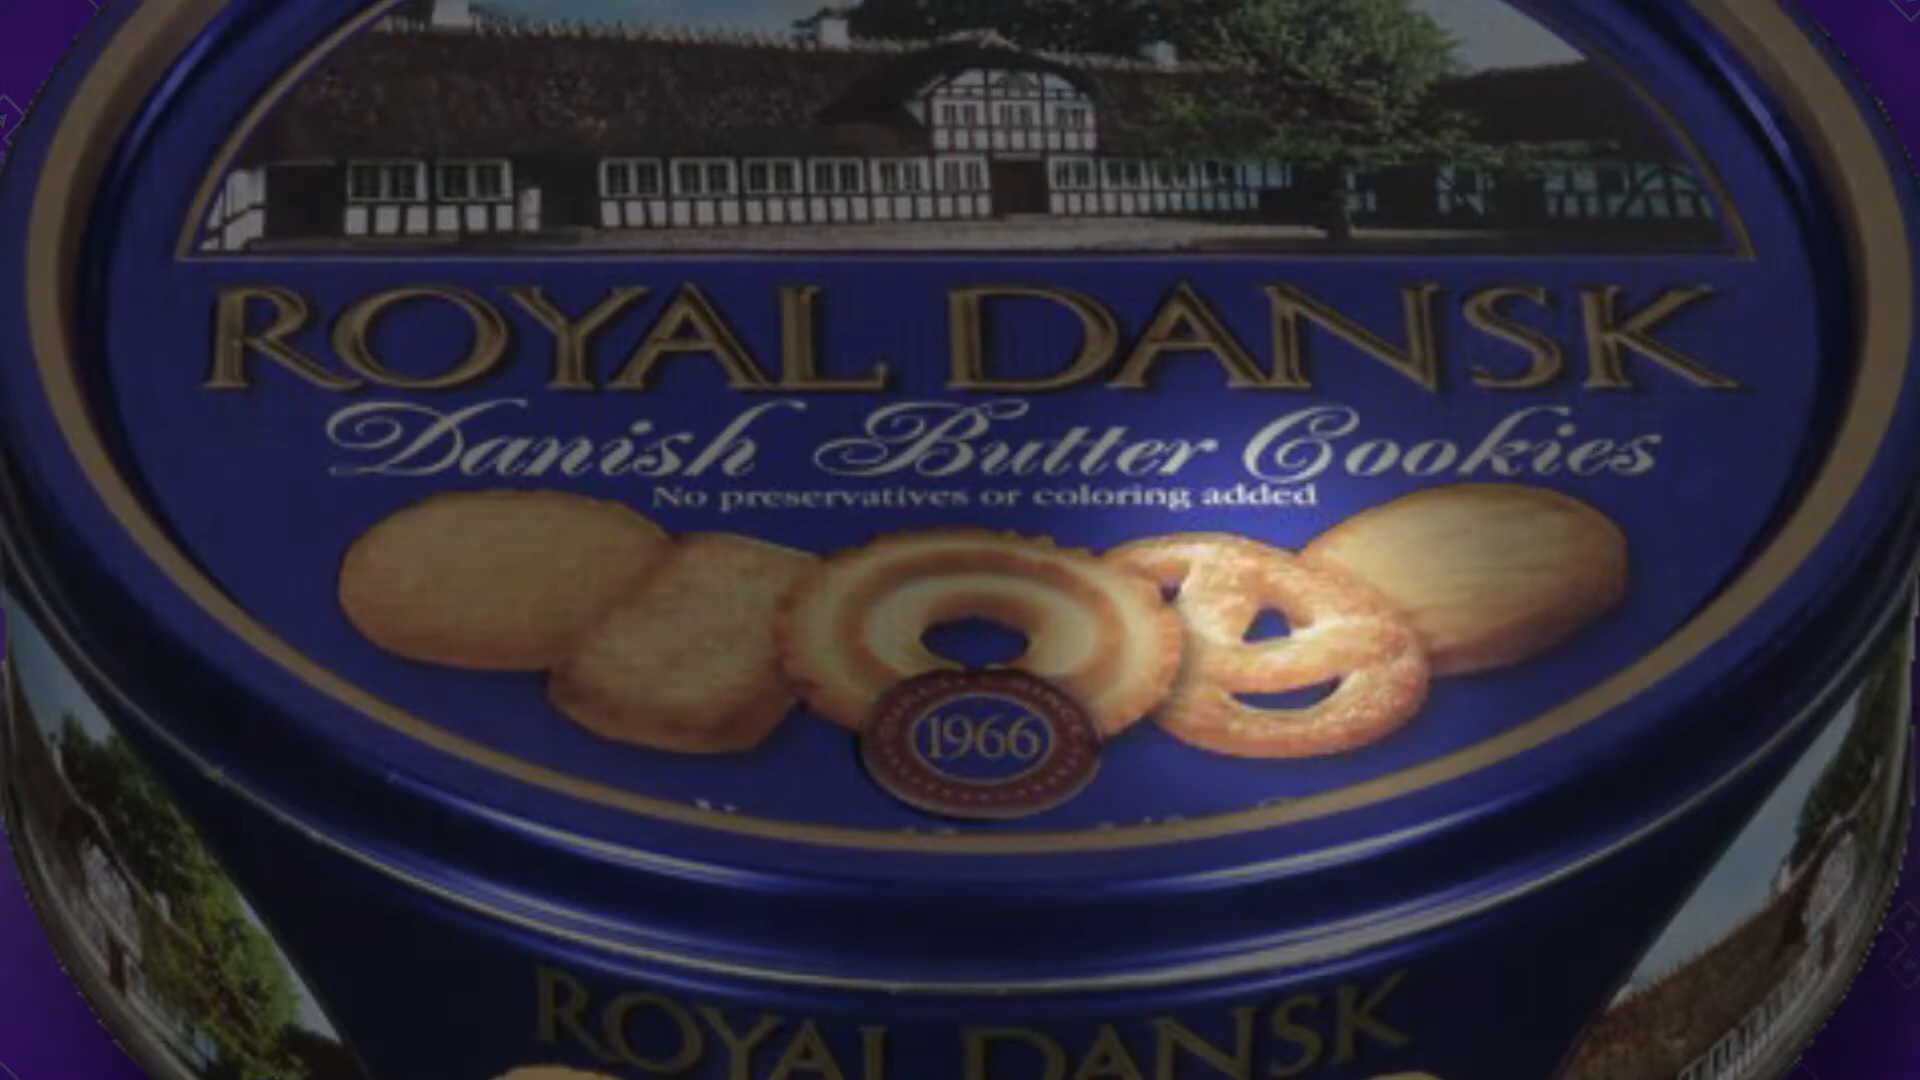 ROYAL DANSK
Danish Butter Cookies
No preservatives or coloring added
1966
ROYAL DANSK